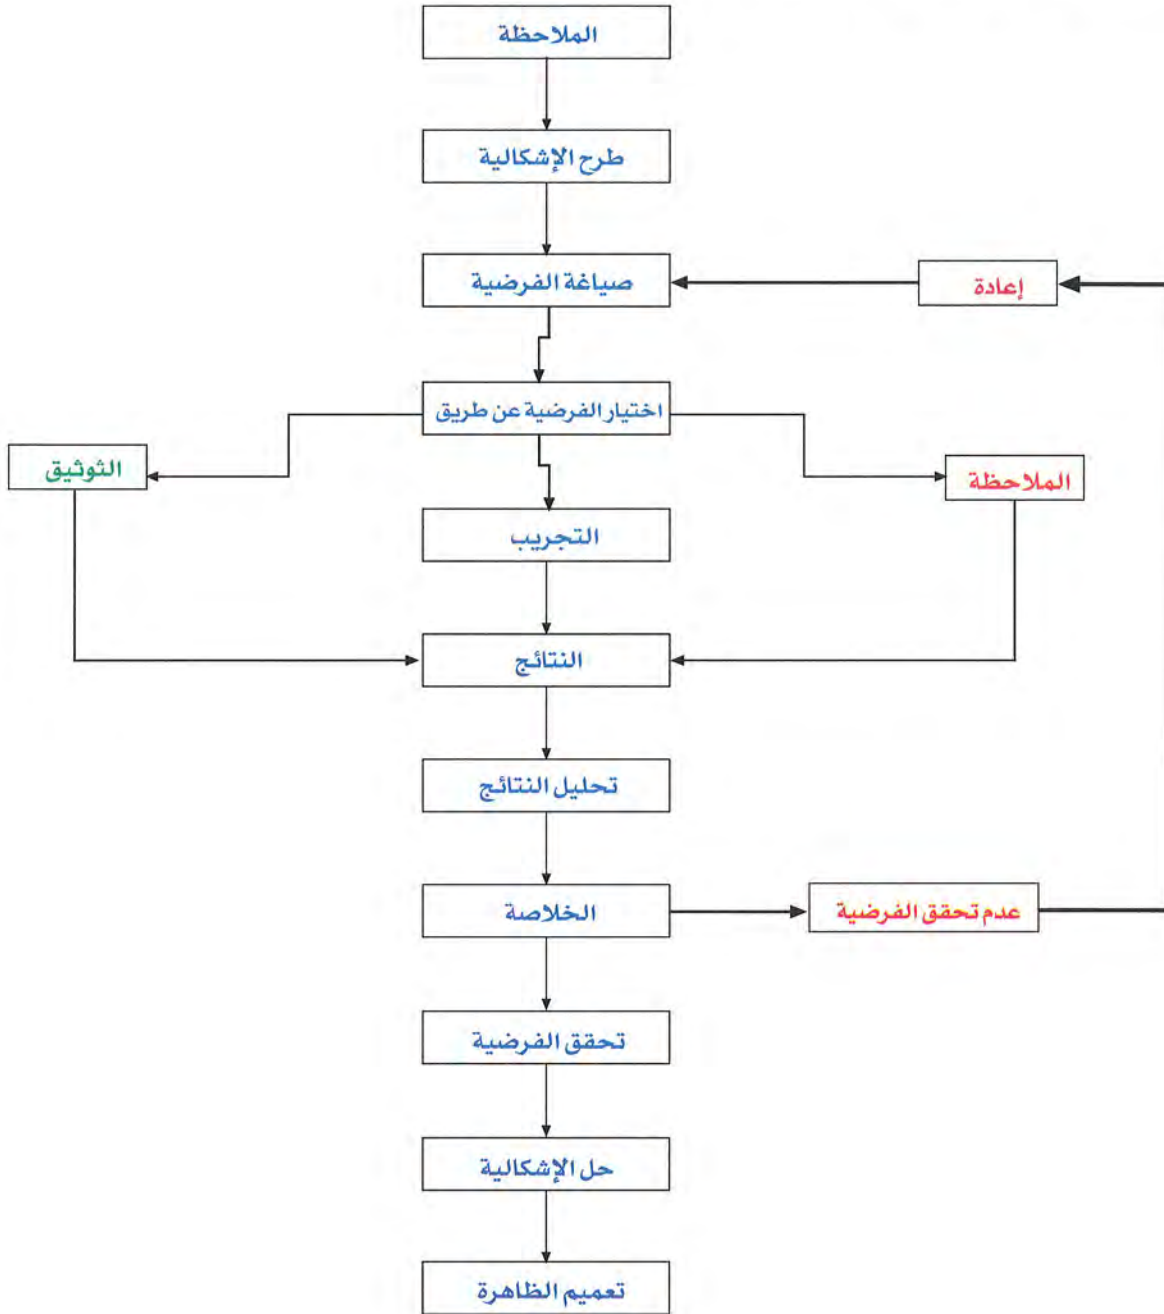 الملاحظة
طرح الإشكالية
صياغة الفرضية
إعادة
اختيار الفرضية عن طريق
الملاحظة
التوثيق
التجريب
النتائج
تحليل النتائج
الخلاصة
عدم تحقق الفرضية
تحقق الفرضية
حل الإشكالية
تعميم الظاهرة